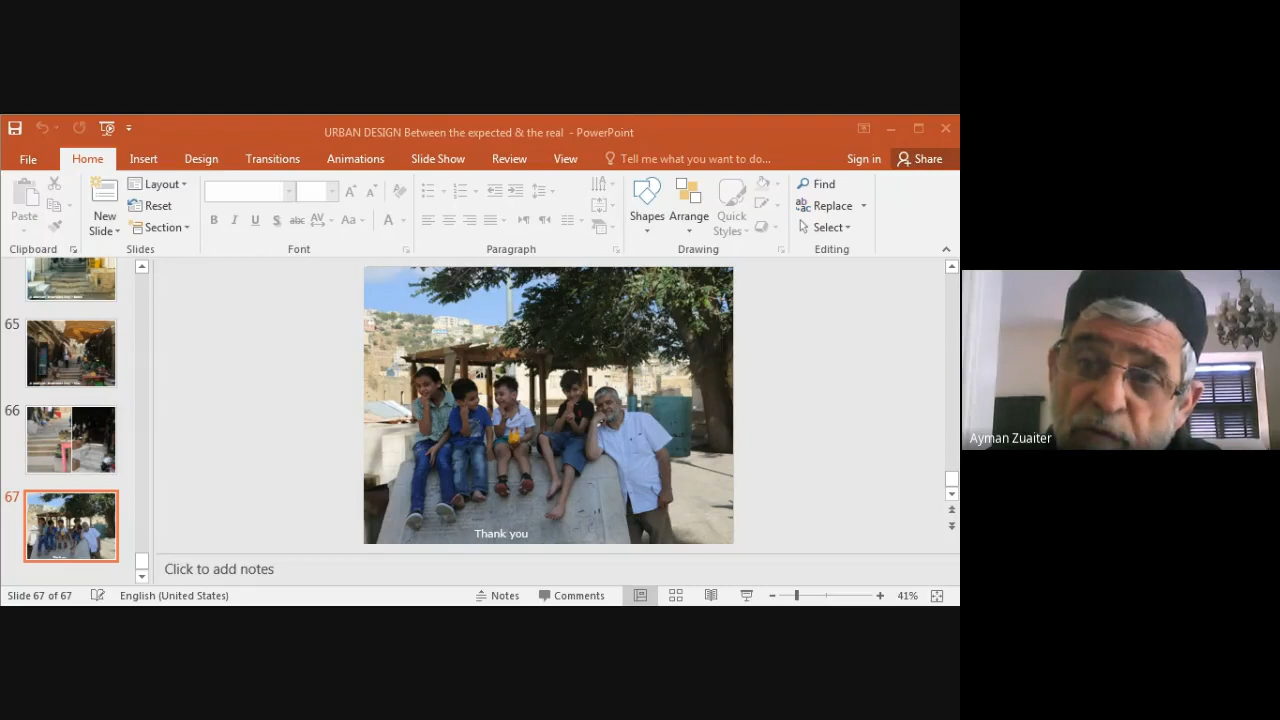 URBAN DESIGN Between the expected & the real - PowerPoint
File Home Insert Design Transitions Animations Slide Show Review View Tell me what you want to do... Sign in Share
Paste
New Slide
Layout
Reset
Section
B I U S abc AV Aa A
Shapes Arrange Quick Styles
Find
Replace
Select
Clipboard Slides Font Paragraph Drawing Editing
65
66
67
Thank you
Ayman Zuaiter
Click to add notes
Slide 67 of 67 English (United States) Notes Comments 41%